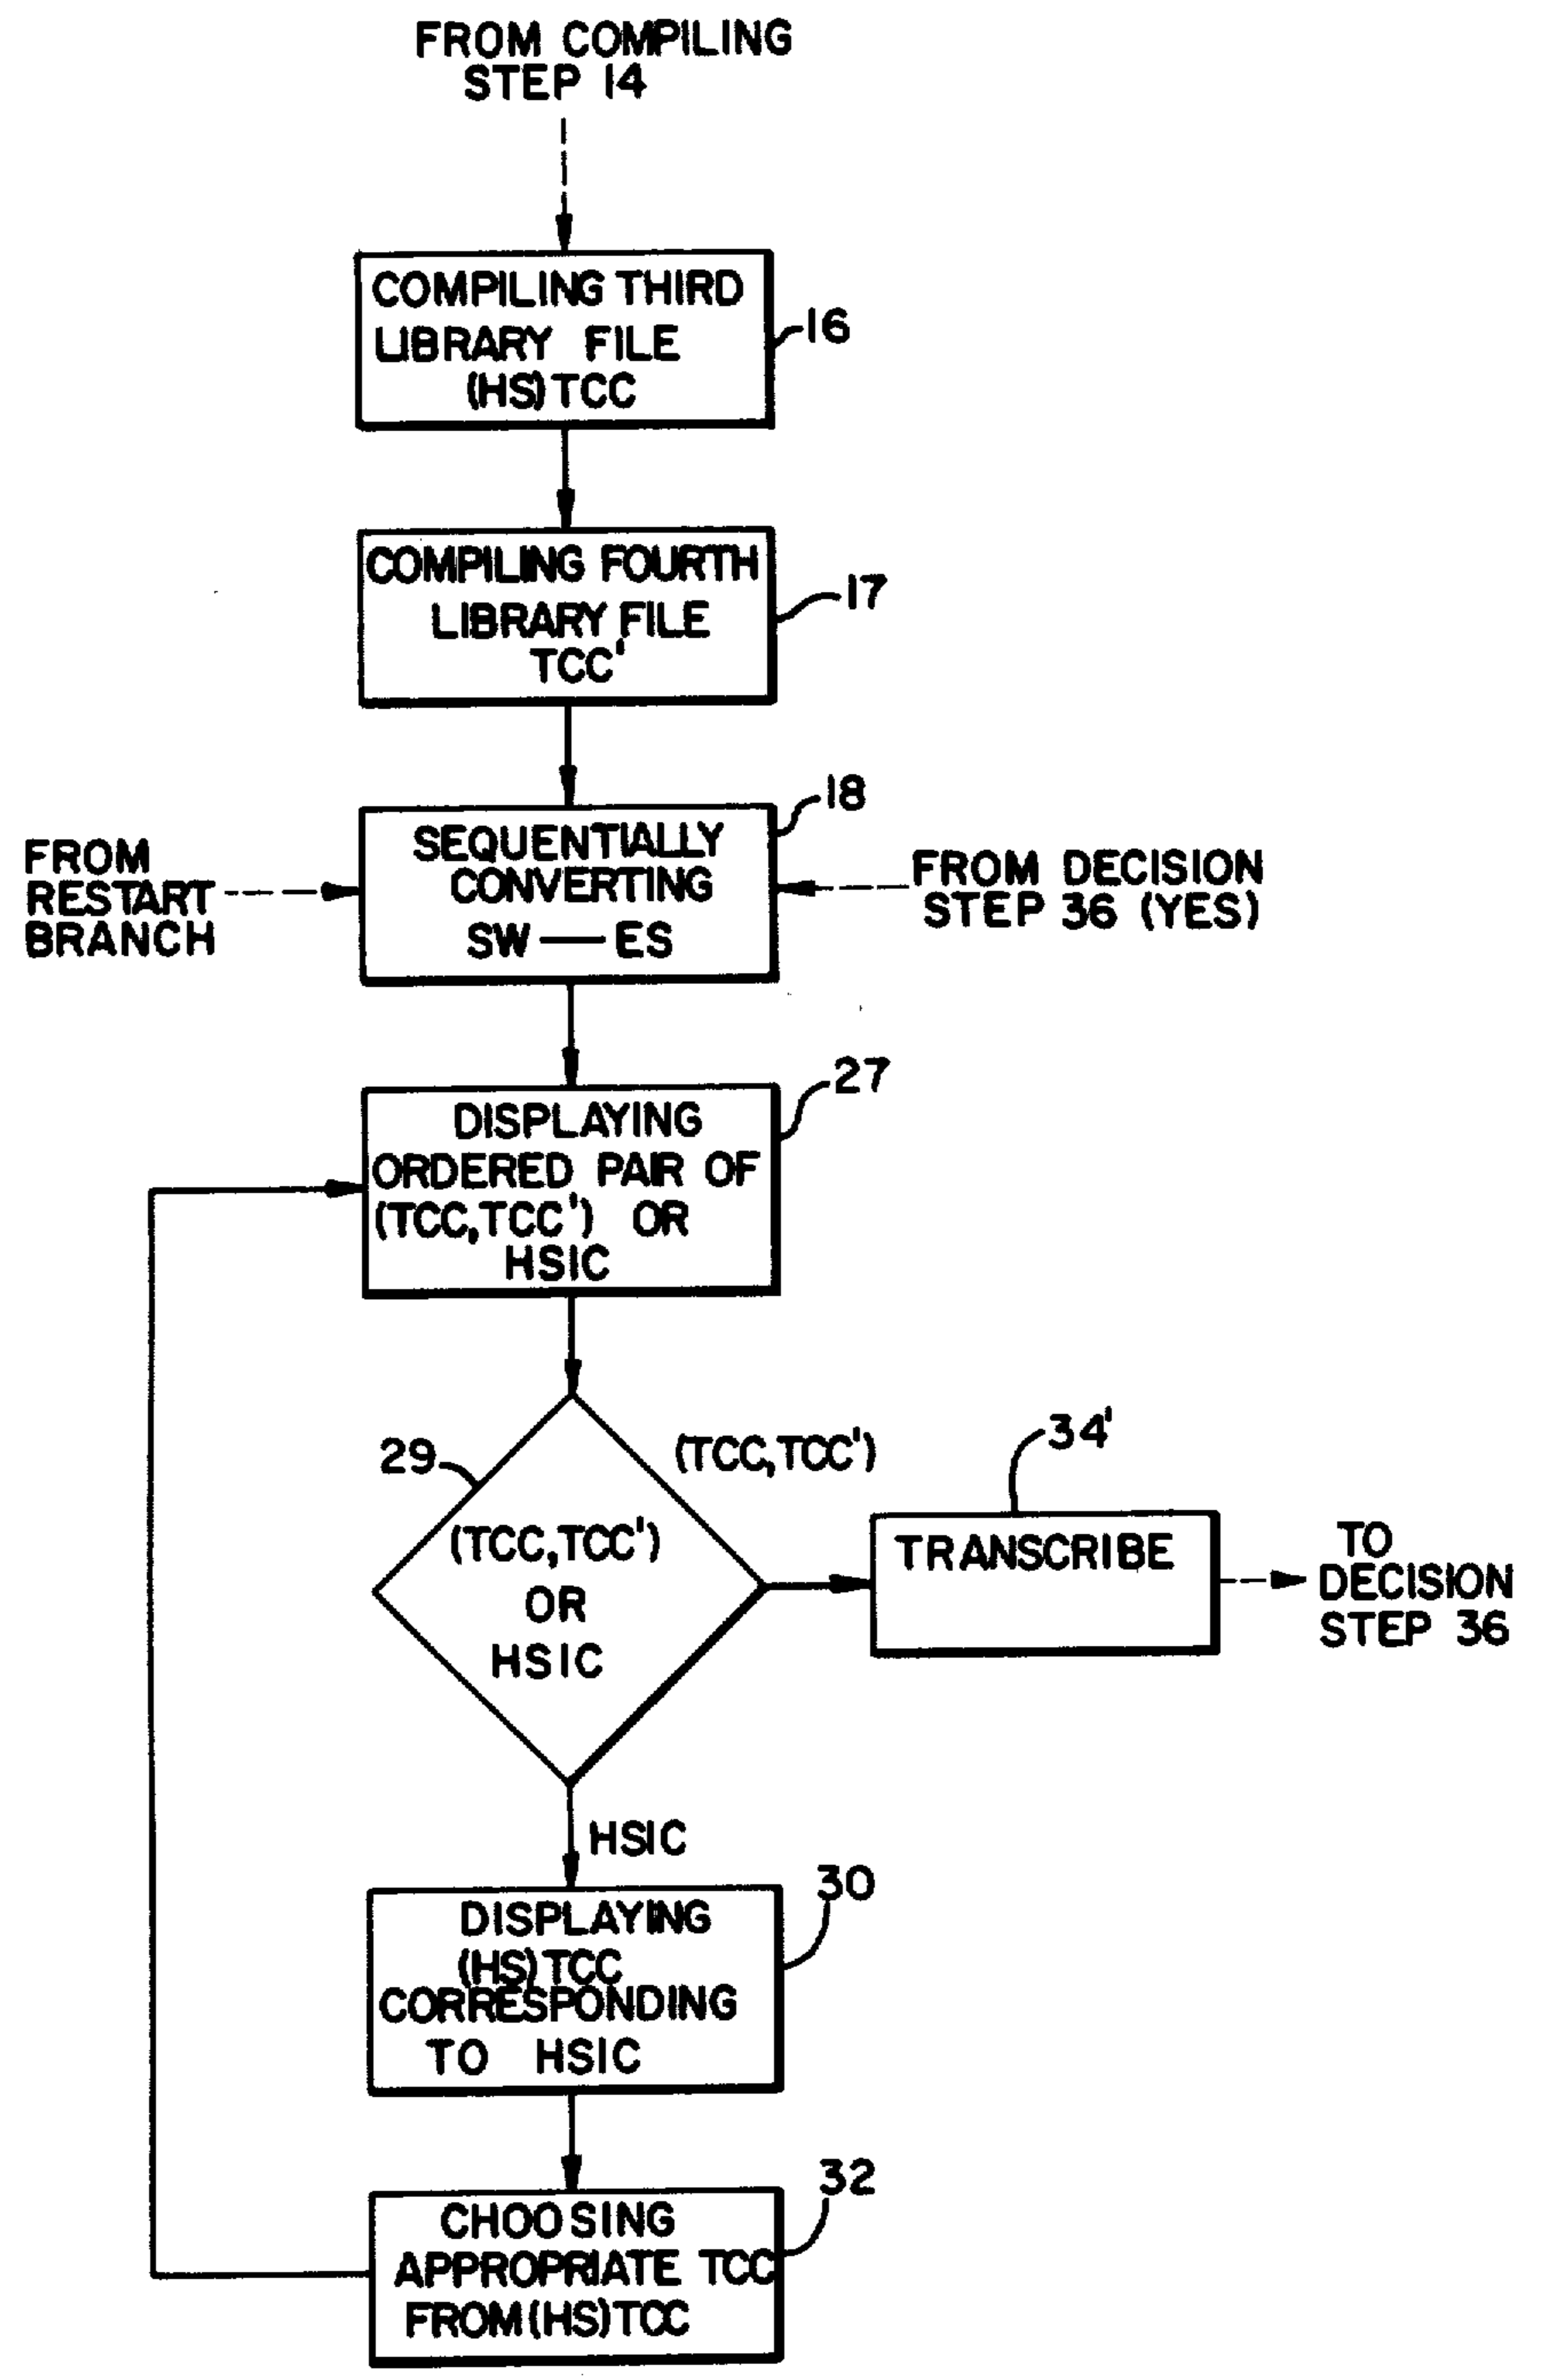 FROM COMPILING
STEP 14
COMPILING THIRD
LIBRARY FILE
(HS)TCC
16
COMPILING FOURTH
LIBRARY FILE
TCC'
17
18
SEQUENTIALLY
CONVERTING
SW — ES
FROM
RESTART
BRANCH
FROM DECISION
STEP 36 (YES)
27
DISPLAYING
ORDERED PAIR OF
(TCC,TCC') OR
HSIC
29
(TCC,TCC')
OR
HSIC
(TCC,TCC')
34'
TRANSCRIBE
TO
DECISION
STEP 36
HSIC
30
DISPLAYING
(HS)TCC
CORRESPONDING
TO HSIC
32
CHOOSING
APPROPRIATE TCC
FROM(HS)TCC